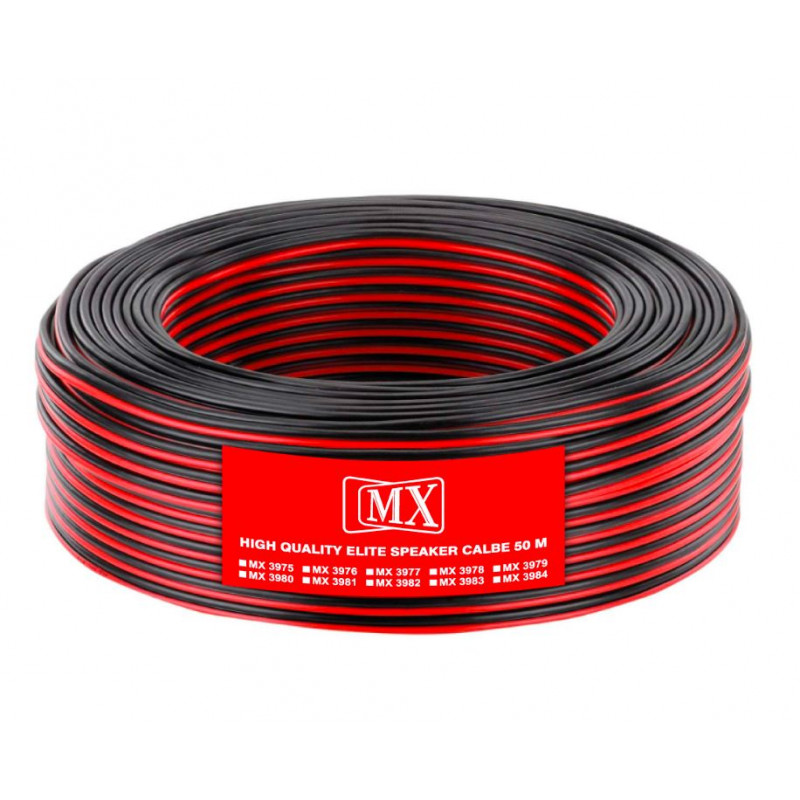 MX
HIGH QUALITY ELITE SPEAKER CALBE 50 M
MX 3975 MX 3976 MX 3977 MX 3978 MX 3979
MX 3980 MX 3981 MX 3982 MX 3983 MX 3984